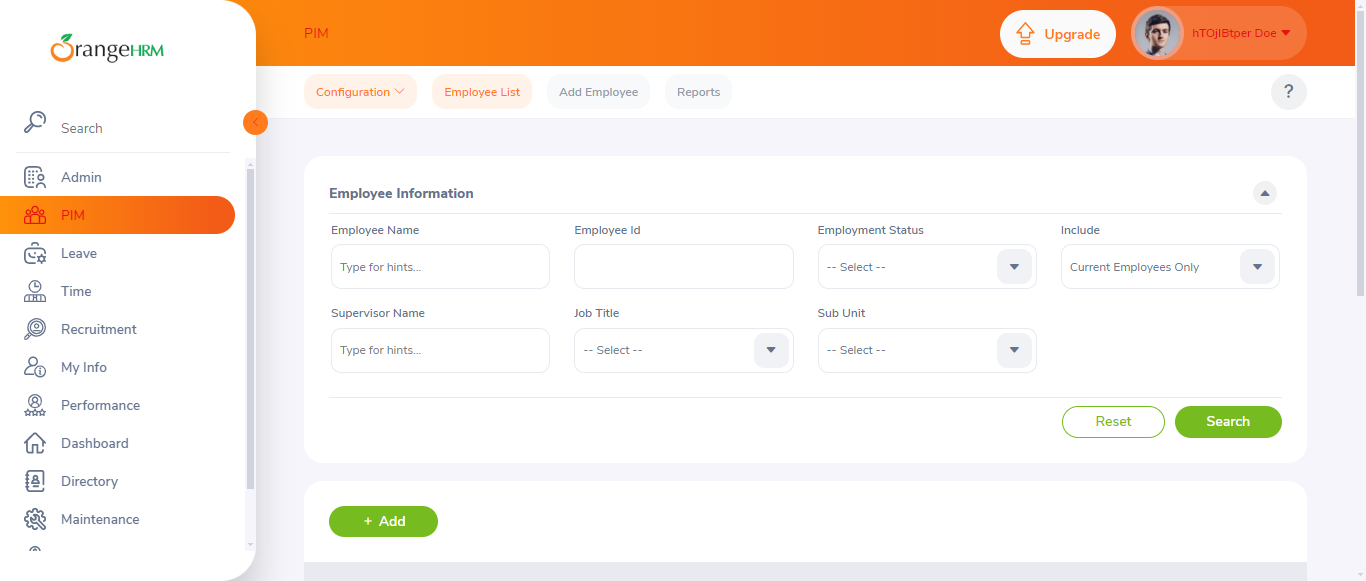 OrangeHRM
Search
Admin
PIM
Leave
Time
Recruitment
My Info
Performance
Dashboard
Directory
Maintenance
PIM
Upgrade
hTOjIBtper Doe
Configuration
Employee List
Add Employee
Reports
?
Employee Information
Employee Name
Employee Id
Employment Status
Include
Type for hints...
-- Select --
Current Employees Only
Supervisor Name
Job Title
Sub Unit
Type for hints...
-- Select --
-- Select --
Reset
Search
+ Add